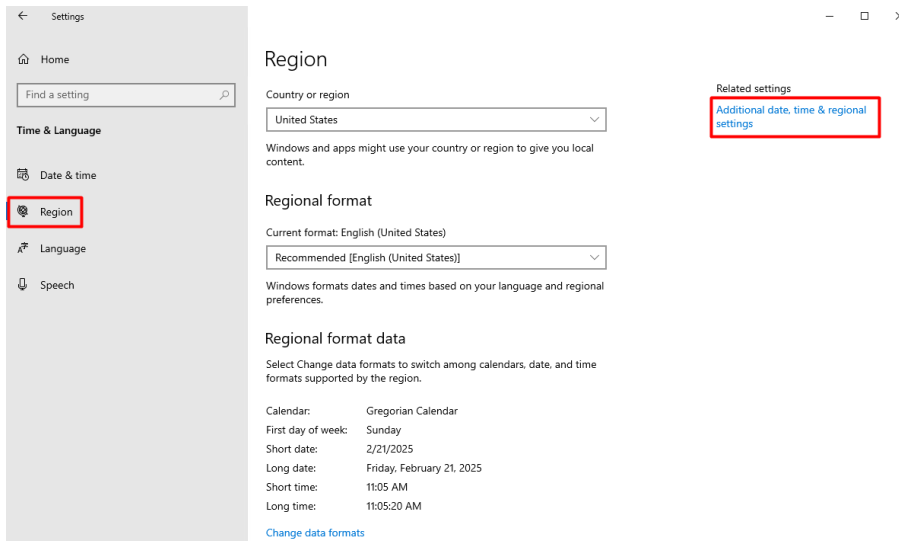 Settings
Home
Find a setting
Time & Language
Date & time
Region
Language
Speech
Region
Country or region
United States
Windows and apps might use your country or region to give you local
content.
Regional format
Current format: English (United States)
Recommended [English (United States)]
Windows formats dates and times based on your language and regional
preferences.
Regional format data
Select Change data formats to switch among calendars, date, and time
formats supported by the region.
Calendar: Gregorian Calendar
First day of week: Sunday
Short date: 2/21/2025
Long date: Friday, February 21, 2025
Short time: 11:05 AM
Long time: 11:05:20 AM
Change data formats
Related settings
Additional date, time & regional
settings